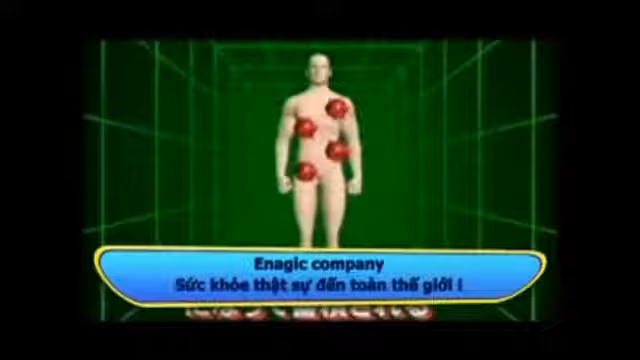 Enagic company
Sức khỏe thật sự đến toàn thế giới !